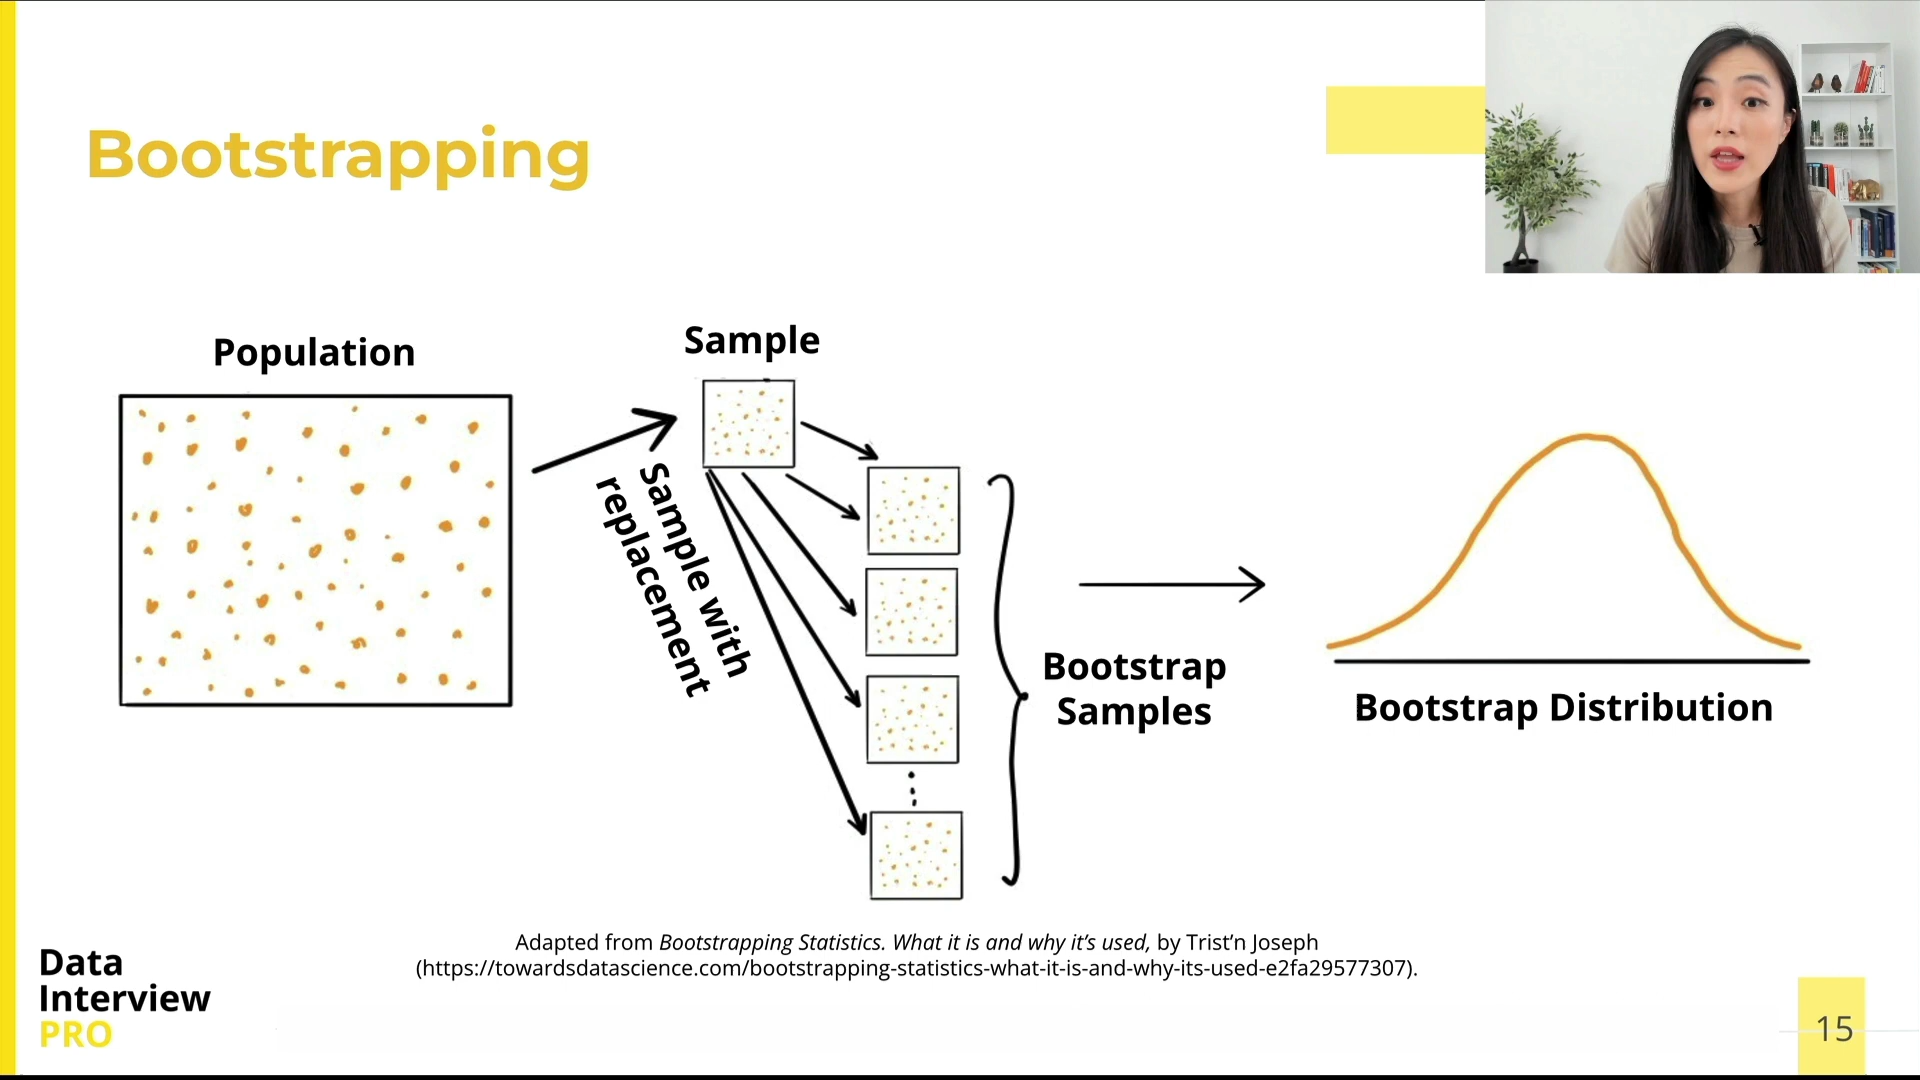 Bootstrapping
Population
Sample
Sample with
replacement
Bootstrap
Samples
Bootstrap Distribution
Adapted from Bootstrapping Statistics. What it is and why it’s used, by Trist’n Joseph
(https://towardsdatascience.com/bootstrapping-statistics-what-it-is-and-why-its-used-e2fa29577307).
Data
Interview
PRO
15